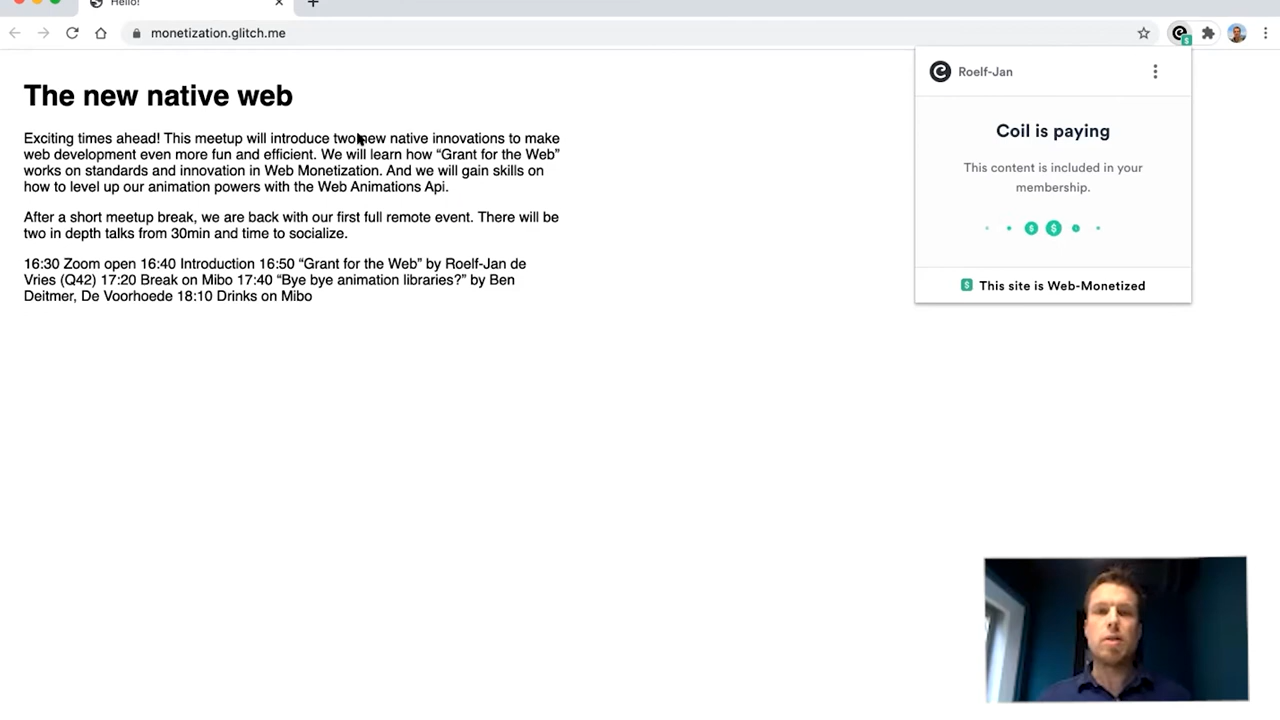 Hello!
monetization.glitch.me
The new native web
Exciting times ahead! This meetup will introduce two new native innovations to make
web development even more fun and efficient. We will learn how “Grant for the Web”
works on standards and innovation in Web Monetization. And we will gain skills on
how to level up our animation powers with the Web Animations Api.
After a short meetup break, we are back with our first full remote event. There will be
two in depth talks from 30min and time to socialize.
16:30 Zoom open 16:40 Introduction 16:50 “Grant for the Web” by Roelf-Jan de
Vries (Q42) 17:20 Break on Mibo 17:40 “Bye bye animation libraries?” by Ben
Deitmer, De Voorhoede 18:10 Drinks on Mibo
Roelf-Jan
Coil is paying
This content is included in your
membership.
$ $
$ This site is Web-Monetized